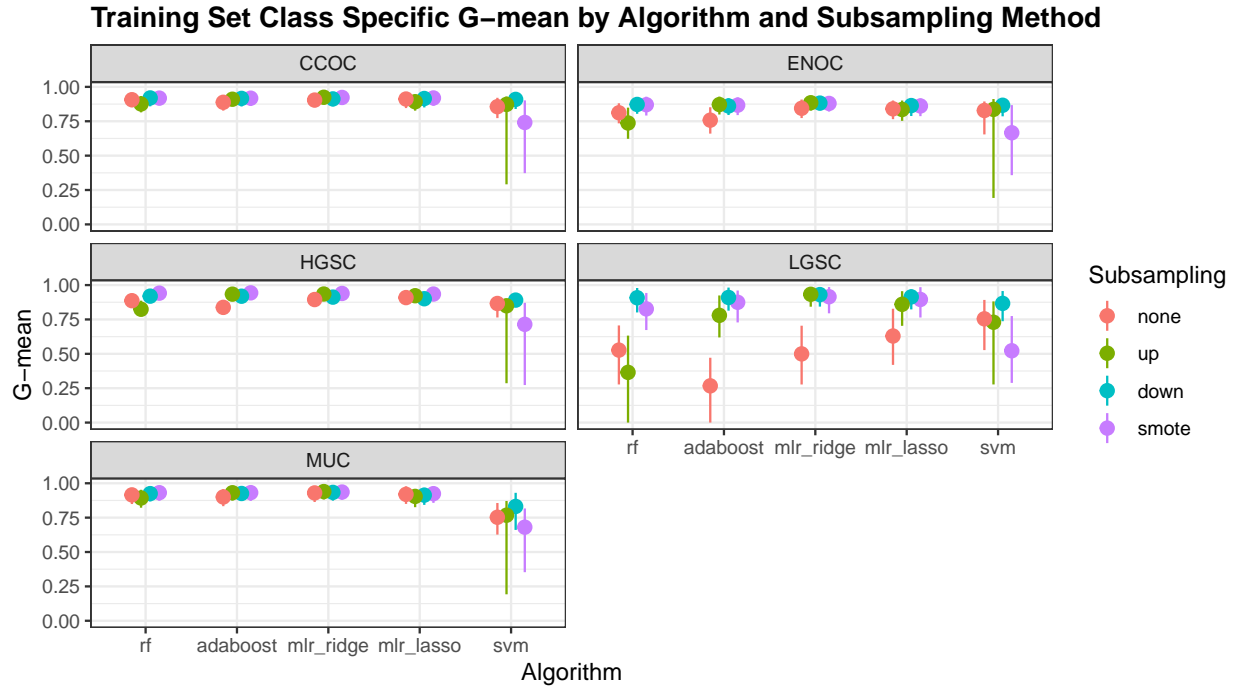 Training Set Class Specific G−mean by Algorithm and Subsampling Method
CCOC
ENOC
1.00
0.75
0.50
0.25
0.00
HGSC
LGSC
1.00
0.75
0.50
0.25
0.00
rf adaboost mlr_ridge mlr_lasso svm
MUC
1.00
0.75
0.50
0.25
0.00
rf adaboost mlr_ridge mlr_lasso svm
Algorithm
G−mean
Subsampling
none
up
down
smote